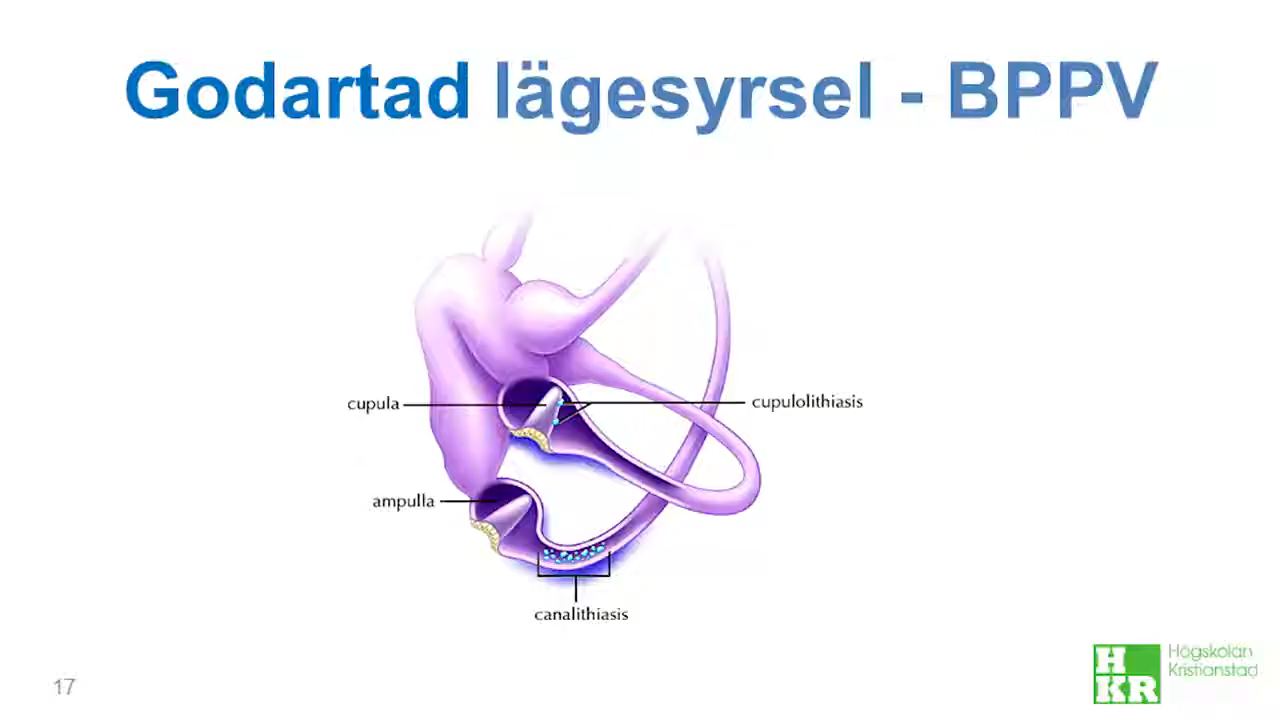 Godartad lägesyrsel - BPPV
cupula
cupulolithiasis
ampulla
canalithiasis
17
HKR
Högskolan
Kristianstad